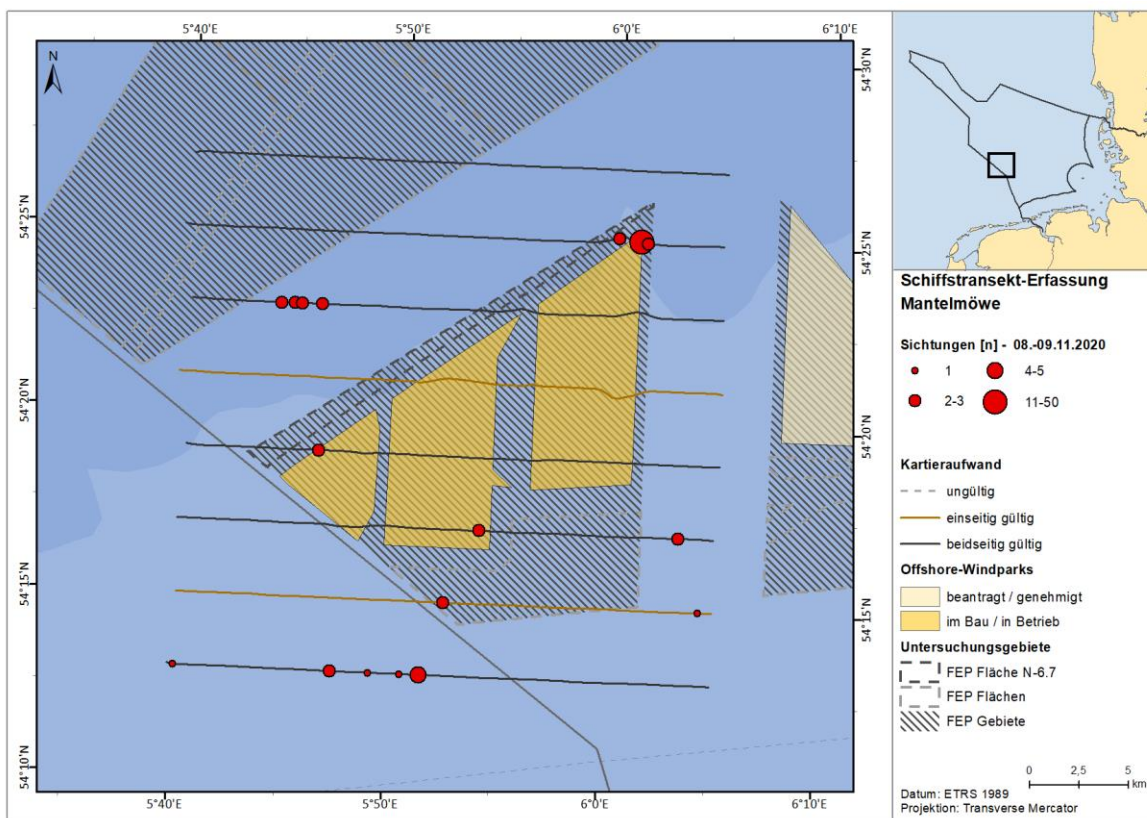 5°40'E
5°50'E
6°0'E
6°10'E
N
54°30'N
54°25'N
54°25'N
54°20'N
54°20'N
54°15'N
54°15'N
54°10'N
5°40'E
5°50'E
6°0'E
6°10'E
Schiffstransekt-Erfassung
Mantelmöwe
Sichtungen [n] - 08.-09.11.2020
1
4-5
2-3
11-50
Kartieraufwand
ungültig
einseitig gültig
beidseitig gültig
Offshore-Windparks
beantragt / genehmigt
im Bau / in Betrieb
Untersuchungsgebiete
FEP Fläche N-6.7
FEP Flächen
FEP Gebiete
0 2,5 5
km
Datum: ETRS 1989
Projektion: Transverse Mercator